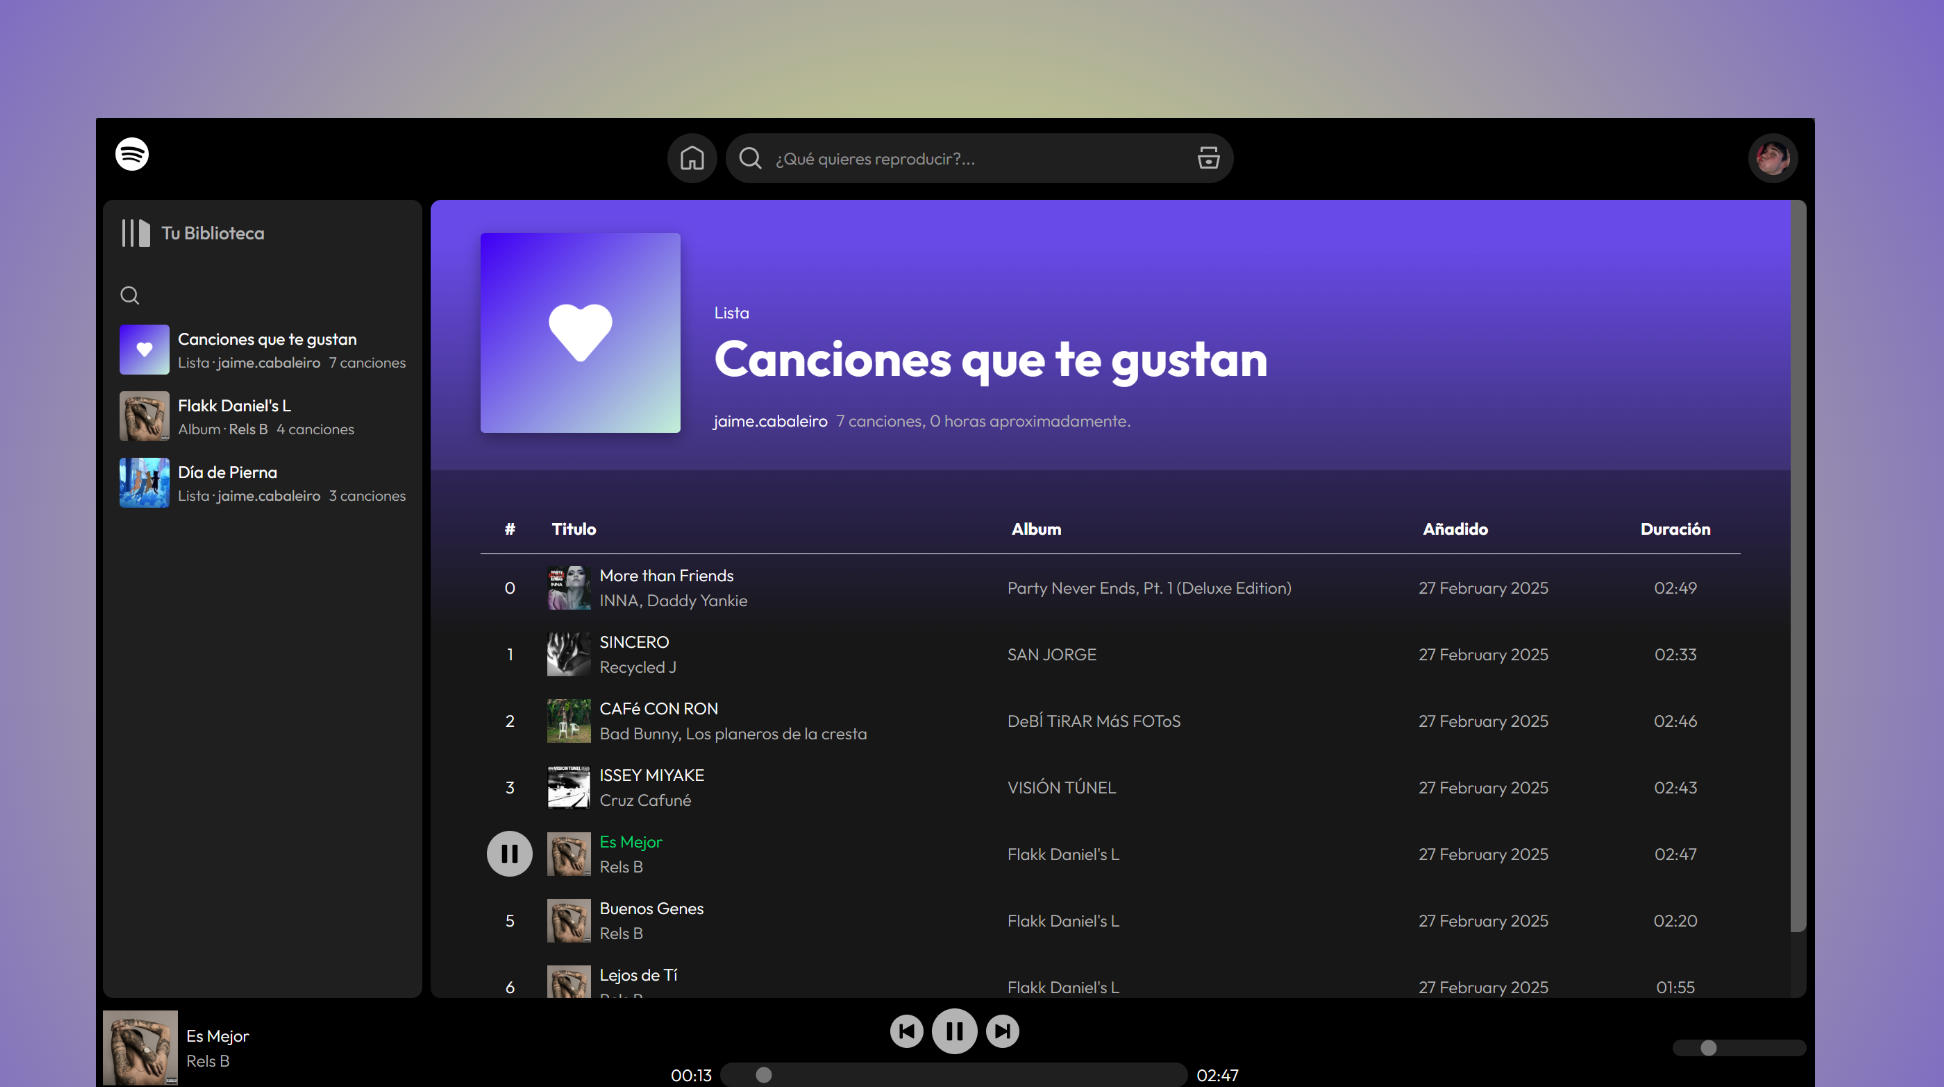 ¿Qué quieres reproducir?...
Tu Biblioteca
Canciones que te gustan
Lista · jaime.cabaleiro 7 canciones
Flakk Daniel's L
Album · Rels B 4 canciones
Día de Pierna
Lista · jaime.cabaleiro 3 canciones
Lista
Canciones que te gustan
jaime.cabaleiro 7 canciones, 0 horas aproximadamente.
# Titulo Album Añadido Duración
0 More than Friends Party Never Ends, Pt. 1 (Deluxe Edition) 27 February 2025 02:49
INNA, Daddy Yankie
1 SINCERO SAN JORGE 27 February 2025 02:33
Recycled J
2 CAFé CON RON DeBÍ TiRAR MáS FOToS 27 February 2025 02:46
Bad Bunny, Los planeros de la cresta
3 ISSEY MIYAKE VISIÓN TÚNEL 27 February 2025 02:43
Cruz Cafuné
Es Mejor Flakk Daniel's L 27 February 2025 02:47
Rels B
5 Buenos Genes Flakk Daniel's L 27 February 2025 02:20
Rels B
6 Lejos de Tí Flakk Daniel's L 27 February 2025 01:55
Rels B
Es Mejor
Rels B
00:13 02:47